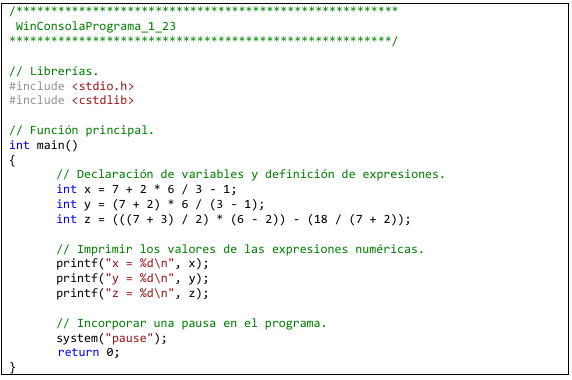 /*******************************************************
 WinConsolaPrograma_1_23
*******************************************************/

// Librerías.
#include <stdio.h>
#include <cstdlib>

// Función principal.
int main()
{
       // Declaración de variables y definición de expresiones.
       int x = 7 + 2 * 6 / 3 - 1;
       int y = (7 + 2) * 6 / (3 - 1);
       int z = (((7 + 3) / 2) * (6 - 2)) - (18 / (7 + 2));

       // Imprimir los valores de las expresiones numéricas.
       printf("x = %d\n", x);
       printf("y = %d\n", y);
       printf("z = %d\n", z);

       // Incorporar una pausa en el programa.
       system("pause");
       return 0;
}